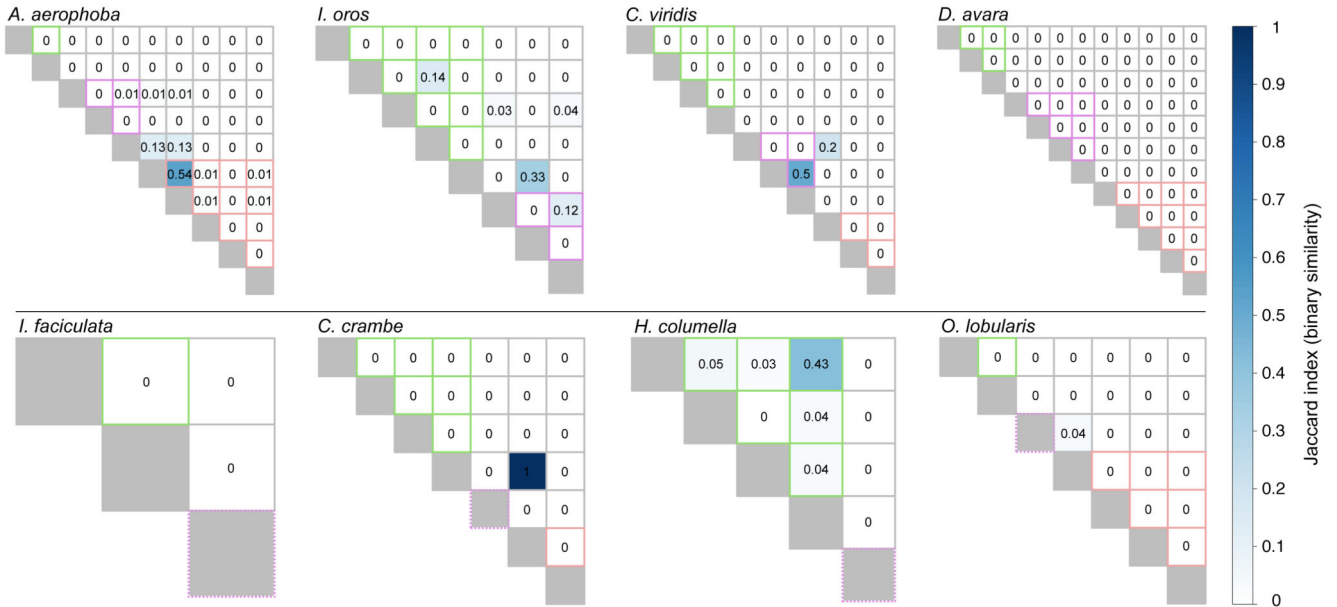 A. aerophoba
0 0 0 0 0 0 0 0 0
0 0 0 0 0 0 0 0
0 0.01 0.01 0.01 0 0 0
0 0 0 0 0 0
0.13 0.13 0 0 0
0.54 0.01 0 0.01
0.01 0 0.01
0 0
0
I. oros
0 0 0 0 0 0 0
0 0.14 0 0 0 0
0 0 0.03 0 0.04
0 0 0 0
0 0.33 0
0 0.12
0
C. viridis
0 0 0 0 0 0 0 0 0
0 0 0 0 0 0 0 0
0 0 0 0 0 0 0
0 0 0 0 0 0
0 0 0.2 0 0
0.5 0 0 0
0 0 0
0 0
0
D. avara
0 0 0 0 0 0 0 0 0 0 0
0 0 0 0 0 0 0 0 0 0
0 0 0 0 0 0 0 0 0
0 0 0 0 0 0 0 0
0 0 0 0 0 0 0
0 0 0 0 0 0
0 0 0 0 0
0 0 0 0
0 0 0
0 0
0
I. faciculata
0 0
0
C. crambe
0 0 0 0 0 0
0 0 0 0 0
0 0 0 0
0 1 0
0 0
0
H. columella
0.05 0.03 0.43 0
0 0.04 0
0.04 0
0
O. lobularis
0 0 0 0 0 0
0 0 0 0 0
0.04 0 0 0
0 0 0
0 0
0
1
0.9
0.8
0.7
0.6
0.5
0.4
0.3
0.2
0.1
0
Jaccard index (binary similarity)